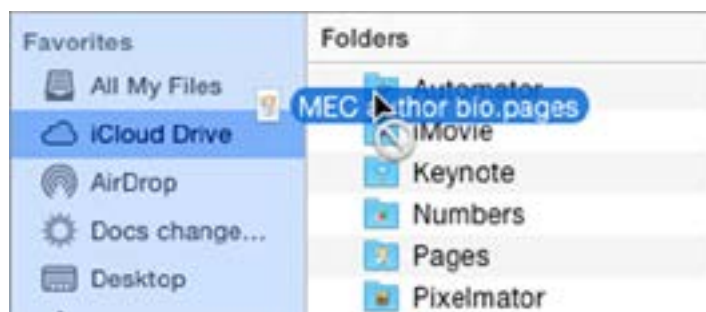 Favorites
All My Files
iCloud Drive
AirDrop
Docs change...
Desktop
Folders
Automator
MEC author bio.pages
iMovie
Keynote
Numbers
Pages
Pixelmator